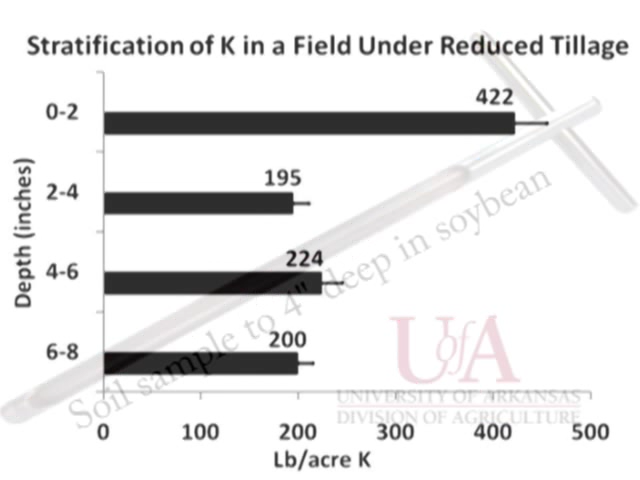 Stratification of K in a Field Under Reduced Tillage
Depth (inches)
0-2
422
2-4
195
4-6
224
6-8
200
0 100 200 300 400 500
Lb/acre K
Soil sample to 4" deep in soybean
UofA
UNIVERSITY OF ARKANSAS
DIVISION OF AGRICULTURE